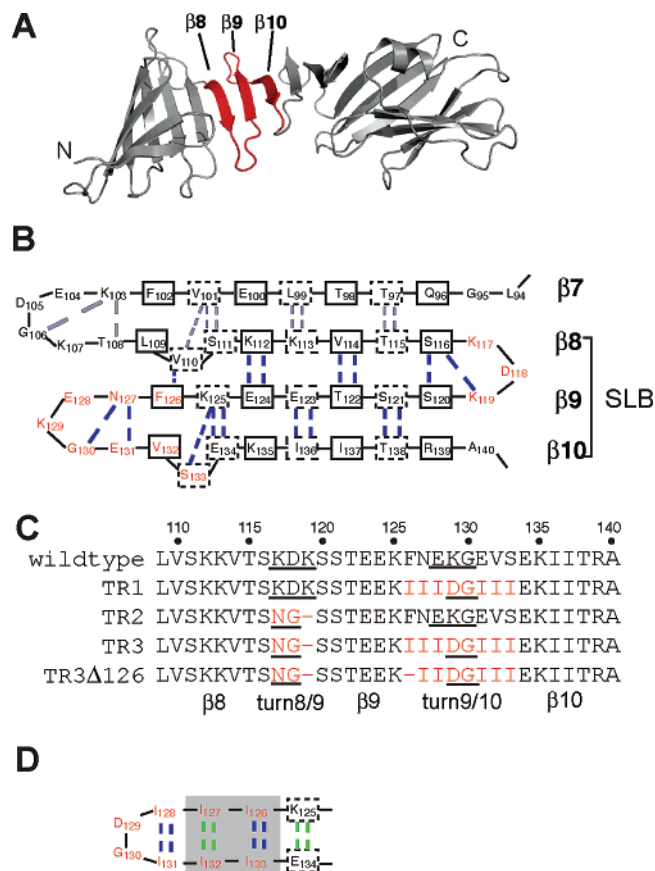 A
β8 β9 β10
N
C
B
D105 E104 K103 F102 V101 E100 L99 T98 T97 Q96 G95 L94 β7
G106 K107 T108 L109 V110 S111 K112 K113 V114 T115 S116 K117 β8
D118
E128 N127 F126 K125 E124 E123 T122 S121 S120 K119 β9
SLB
K129
G130 E131 V132 S133 E134 K135 I136 I137 T138 R139 A140 β10
C
110 115 120 125 130 135 140
wildtype LVSKKVTSKDKSSTEEKFNEKGEVSEKIITRA
TR1 LVSKKVTSKDKSSTEEKIIIDGIIIEKIITRA
TR2 LVSKKVTSNG-SSTEEKFNEKGEVSEKIITRA
TR3 LVSKKVTSNG-SSTEEKIIIDGIIIEKIITRA
TR3Δ126 LVSKKVTSNG-SSTEEK-IIDGIIIEKIITRA
β8 turn8/9 β9 turn9/10 β10
D
I128 I127 I126 K125
D129
G130
I131 I132 I133 E134